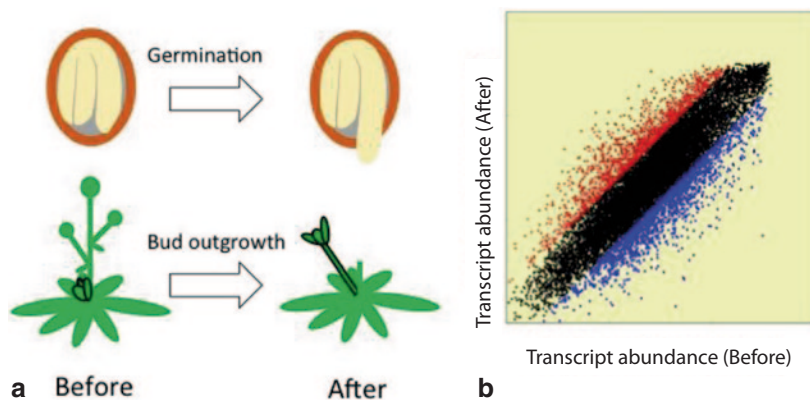 Germination
Bud outgrowth
a
Before
After
Transcript abundance (After)
Transcript abundance (Before)
b